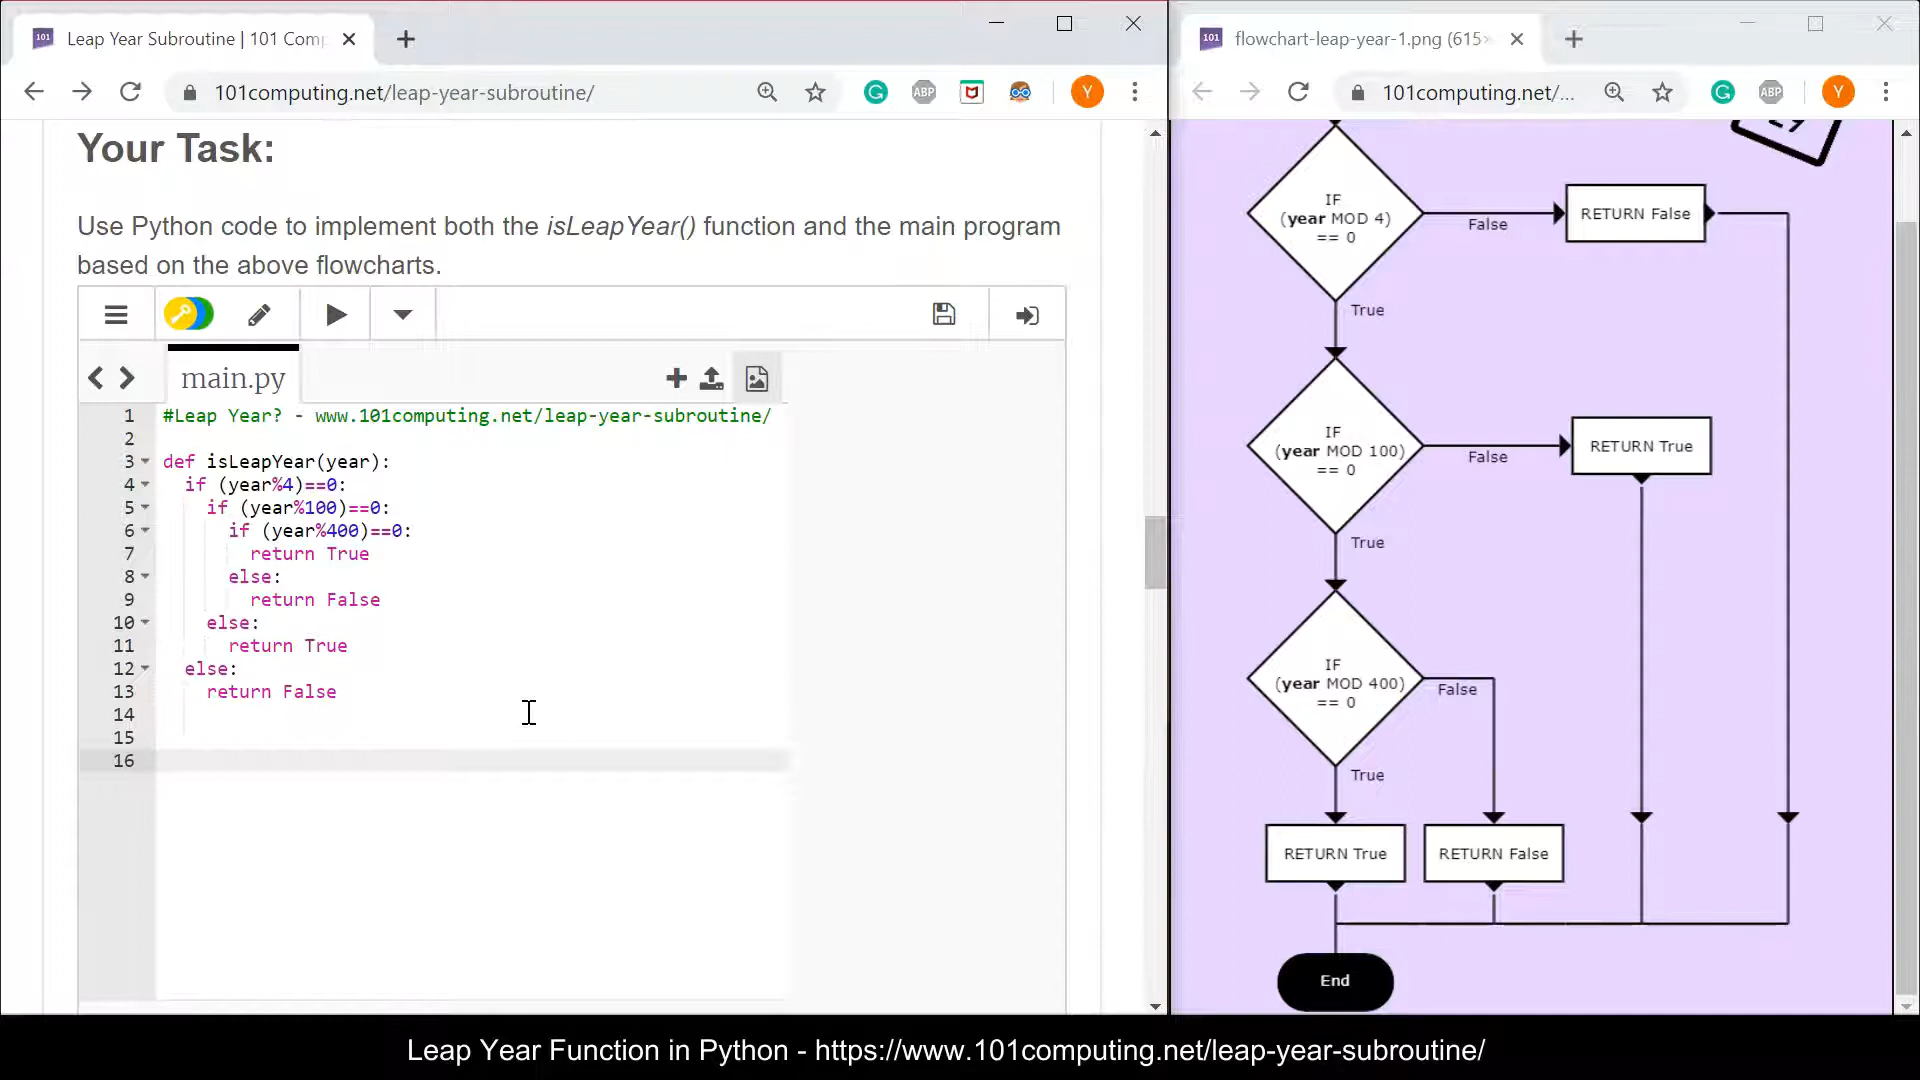 Leap Year Subroutine | 101 Comp
101computing.net/leap-year-subroutine/
ABP
Y
Your Task:
Use Python code to implement both the isLeapYear() function and the main program
based on the above flowcharts.
main.py
1 #Leap Year? - www.101computing.net/leap-year-subroutine/
2
3 def isLeapYear(year):
4 if (year%4)==0:
5 if (year%100)==0:
6 if (year%400)==0:
7 return True
8 else:
9 return False
10 else:
11 return True
12 else:
13 return False
14
15
16
101 flowchart-leap-year-1.png (615×
101computing.net/...
ABP
Y
IF
(year MOD 4)
== 0
False
RETURN False
True
IF
(year MOD 100)
== 0
False
RETURN True
True
IF
(year MOD 400)
== 0
False
True
RETURN True
RETURN False
End
Leap Year Function in Python - https://www.101computing.net/leap-year-subroutine/